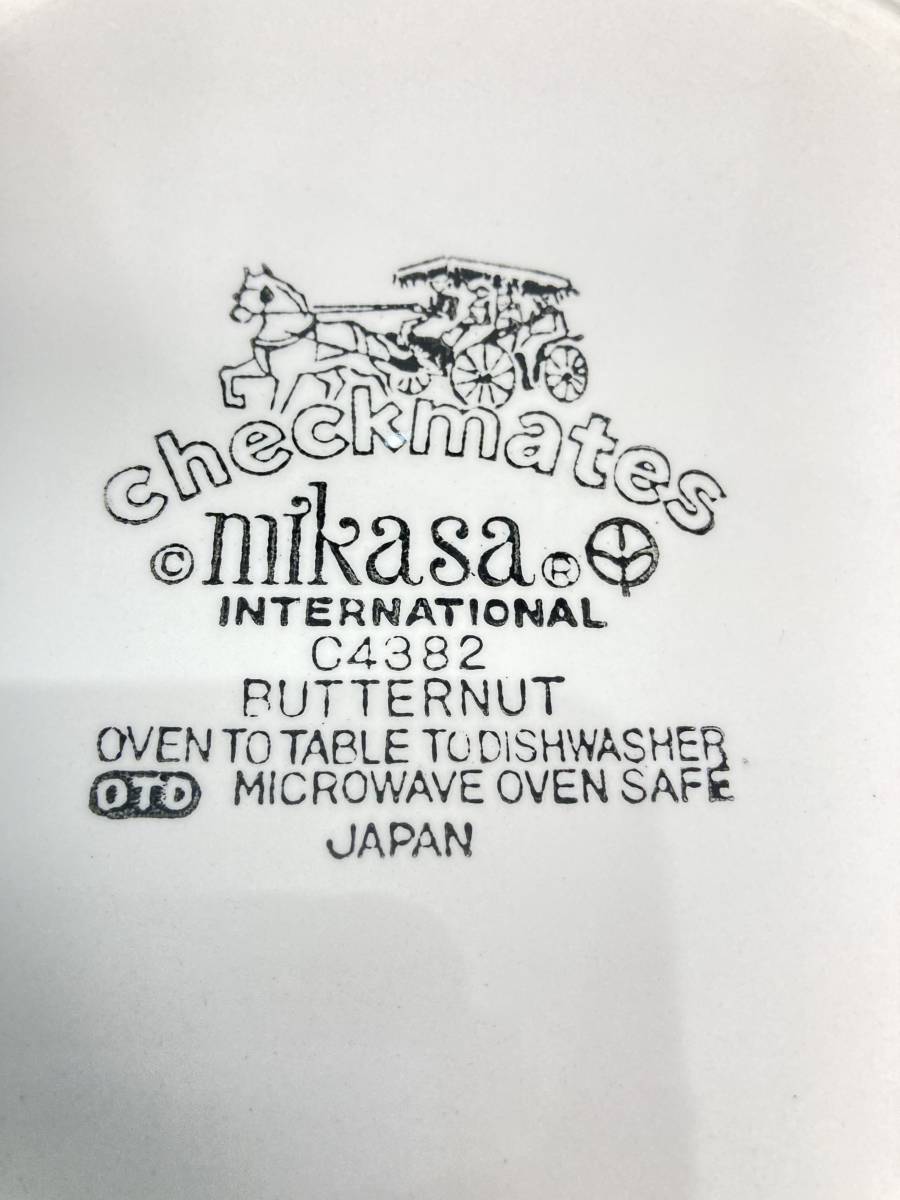 checkmates
© mikasa ®
INTERNATIONAL
C4382
BUTTERNUT
OVEN TO TABLE TO DISHWASHER
OTD MICROWAVE OVEN SAFE
JAPAN